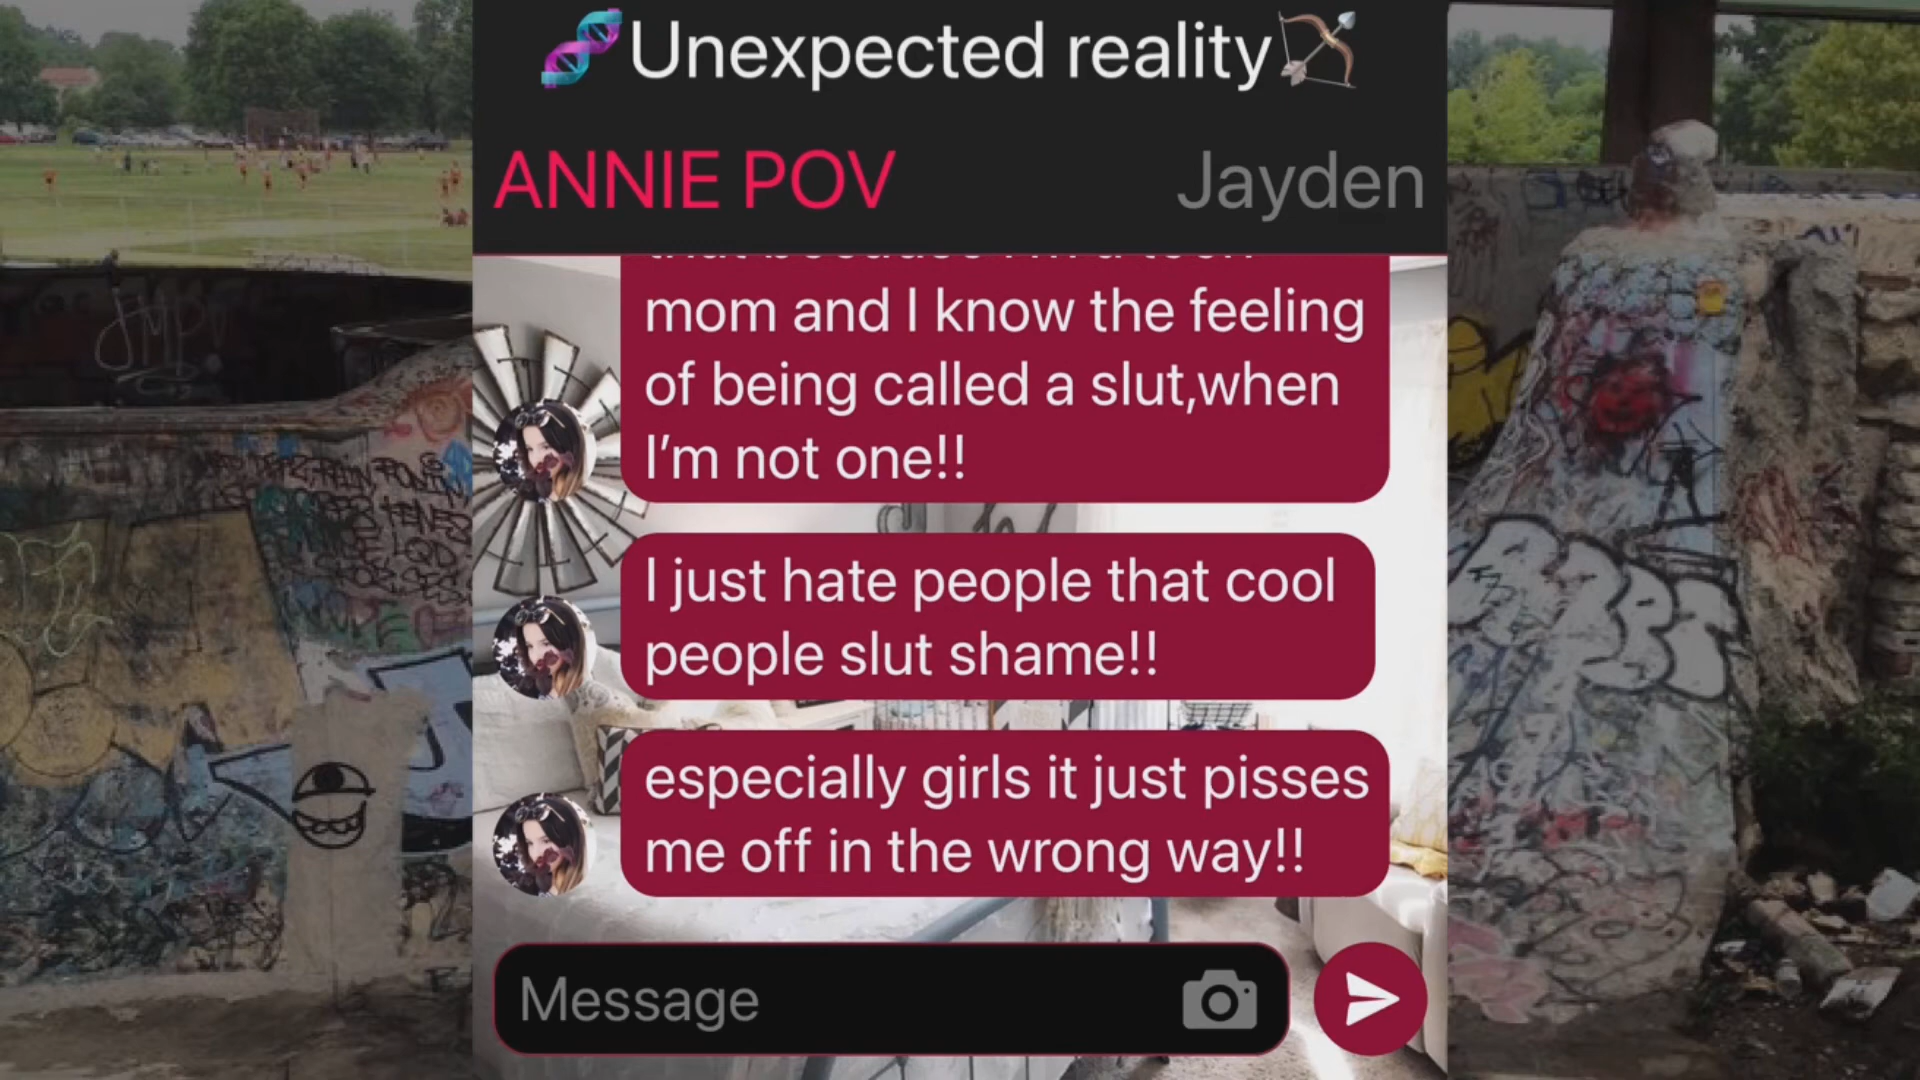 🧬Unexpected reality🏹
ANNIE POV
Jayden
mom and I know the feeling
of being called a slut,when
I'm not one!!
I just hate people that cool
people slut shame!!
especially girls it just pisses
me off in the wrong way!!
Message